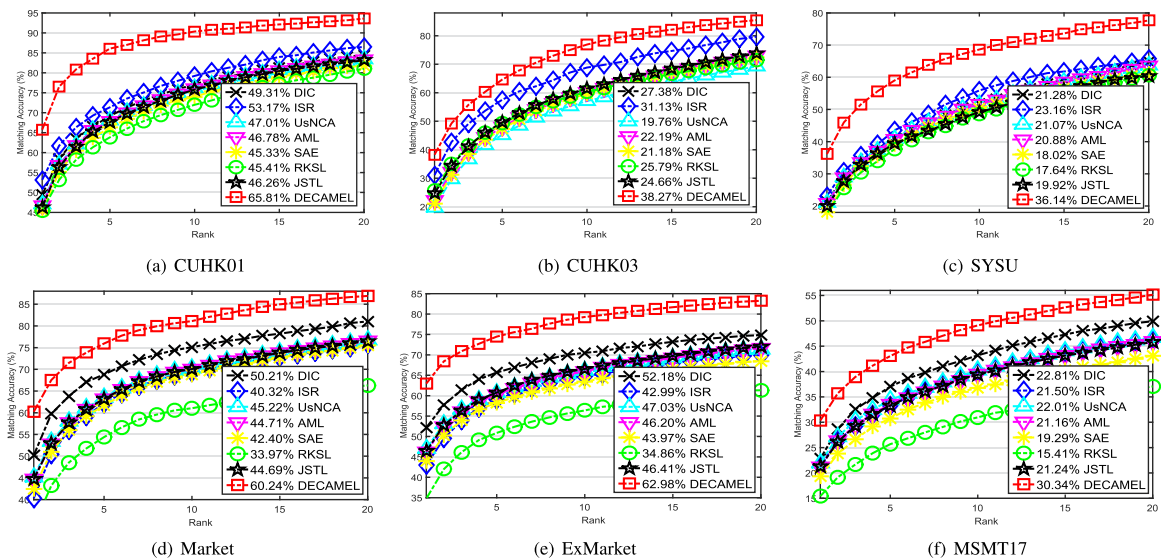 95
90
85
80
75
70
65
60
55
50
45
5
10
15
20
Matching Accuracy (%)
Rank
49.31% DIC
53.17% ISR
47.01% UsNCA
46.78% AML
45.33% SAE
45.41% RKSL
46.26% JSTL
65.81% DECAMEL
(a) CUHK01
80
70
60
50
40
30
20
5
10
15
20
Matching Accuracy (%)
Rank
27.38% DIC
31.13% ISR
19.76% UsNCA
22.19% AML
21.18% SAE
25.79% RKSL
24.66% JSTL
38.27% DECAMEL
(b) CUHK03
80
70
60
50
40
30
20
5
10
15
20
Matching Accuracy (%)
Rank
21.28% DIC
23.16% ISR
21.07% UsNCA
20.88% AML
18.02% SAE
17.64% RKSL
19.92% JSTL
36.14% DECAMEL
(c) SYSU
85
80
75
70
65
60
55
50
45
40
5
10
15
20
Matching Accuracy (%)
Rank
50.21% DIC
40.32% ISR
45.22% UsNCA
44.71% AML
42.40% SAE
33.97% RKSL
44.69% JSTL
60.24% DECAMEL
(d) Market
85
80
75
70
65
60
55
50
45
40
35
5
10
15
20
Matching Accuracy (%)
Rank
52.18% DIC
42.99% ISR
47.03% UsNCA
46.20% AML
43.97% SAE
34.86% RKSL
46.41% JSTL
62.98% DECAMEL
(e) ExMarket
55
50
45
40
35
30
25
20
15
5
10
15
20
Matching Accuracy (%)
Rank
22.81% DIC
21.50% ISR
22.01% UsNCA
21.16% AML
19.29% SAE
15.41% RKSL
21.24% JSTL
30.34% DECAMEL
(f) MSMT17